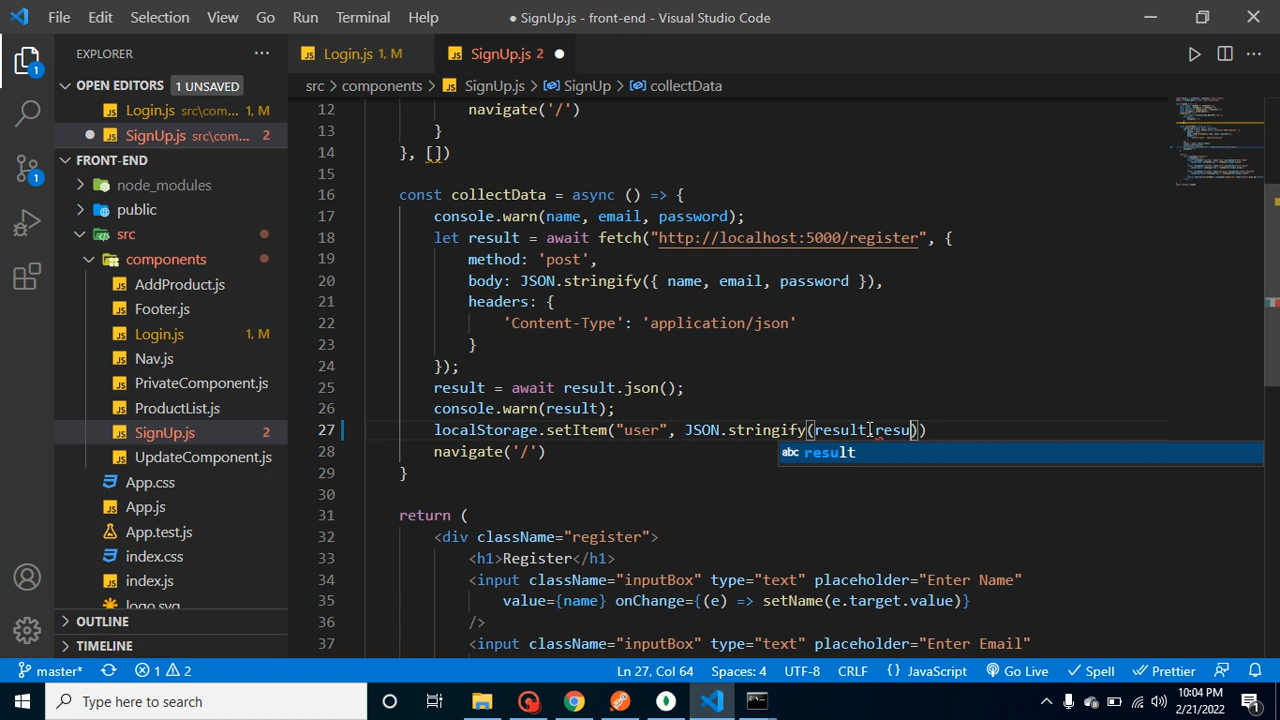 File Edit Selection View Go Run Terminal Help ● SignUp.js - front-end - Visual Studio Code
EXPLORER
OPEN EDITORS 1 UNSAVED
Login.js src\com... 1, M
SignUp.js src\com... 2
FRONT-END
node_modules
public
src
components
AddProduct.js
Footer.js
Login.js 1, M
Nav.js
PrivateComponent.js
ProductList.js
SignUp.js 2
UpdateComponent.js
App.css
App.js
App.test.js
index.css
index.js
logo.svg
OUTLINE
TIMELINE
Login.js 1, M SignUp.js 2
src > components > SignUp.js > SignUp > collectData
12 navigate('/')
13 }
14 }, [])
15
16 const collectData = async () => {
17 console.warn(name, email, password);
18 let result = await fetch("http://localhost:5000/register", {
19 method: 'post',
20 body: JSON.stringify({ name, email, password }),
21 headers: {
22 'Content-Type': 'application/json'
23 }
24 });
25 result = await result.json();
26 console.warn(result);
27 localStorage.setItem("user", JSON.stringify(result resu))
abc result
28 navigate('/')
29 }
30
31 return (
32 <div className="register">
33 <h1>Register</h1>
34 <input className="inputBox" type="text" placeholder="Enter Name"
35 value={name} onChange={(e) => setName(e.target.value)}
36 />
37 <input className="inputBox" type="text" placeholder="Enter Email"
master* 1 2 Ln 27, Col 64 Spaces: 4 UTF-8 CRLF JavaScript Go Live Spell Prettier
Type here to search
10:04 PM
2/21/2022